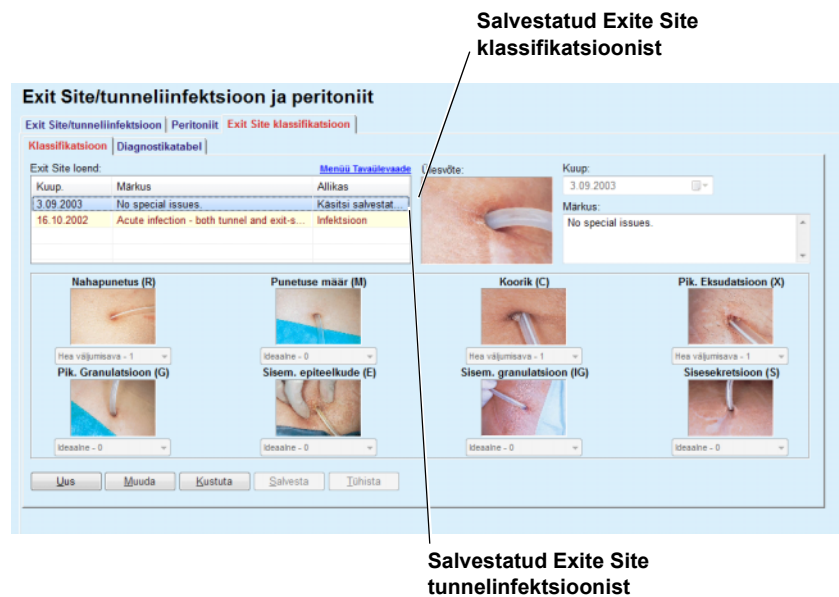 Salvestatud Exite Site
klassifikatsioonist
Exit Site/tunneliinfektsioon ja peritoniit
Exit Site/tunneliinfektsioon Peritoniit Exit Site klassifikatsioon
Klassifikatsioon Diagnostikatabel
Exit Site loend: Menüü Tavaülevaade Ülesvõte: Kuup:
Kuup. Märkus Allikas 3.09.2003
3.09.2003 No special issues. Käsitsi salvestat...
16.10.2002 Acute infection - both tunnel and exit-s... Infektsioon
Märkus:
No special issues.
Nahapunetus (R) Punetuse määr (M) Koorik (C) Pik. Eksudatsioon (X)
Hea väljumisava - 1 Ideaalne - 0 Hea väljumisava - 1 Hea väljumisava - 1
Pik. Granulatsioon (G) Sisem. epiteelkude (E) Sisem. granulatsioon (IG) Sisesekretsioon (S)
Ideaalne - 0 Ideaalne - 0 Ideaalne - 0 Ideaalne - 0
Uus Muuda Kustuta Salvesta Tühista
Salvestatud Exite Site
tunnelinfektsioonist